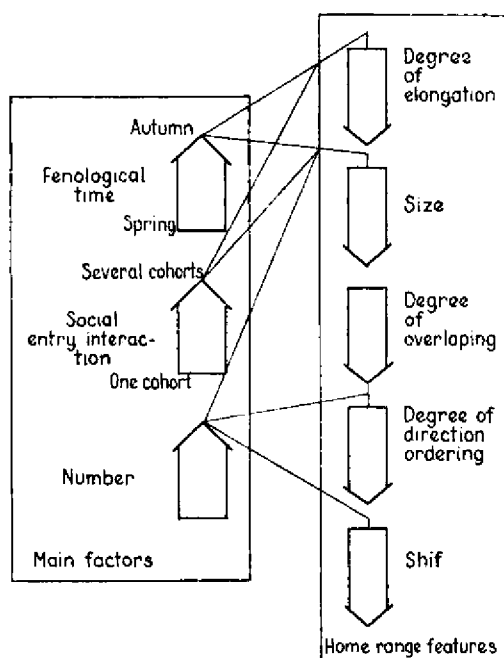 Autumn
Fenological
time
Spring
Several cohorts
Social
entry interac-
tion
One cohort
Number
Main factors
Degree
of
elongation
Size
Degree
of
overlaping
Degree of
direction
ordering
Shif
Home range features